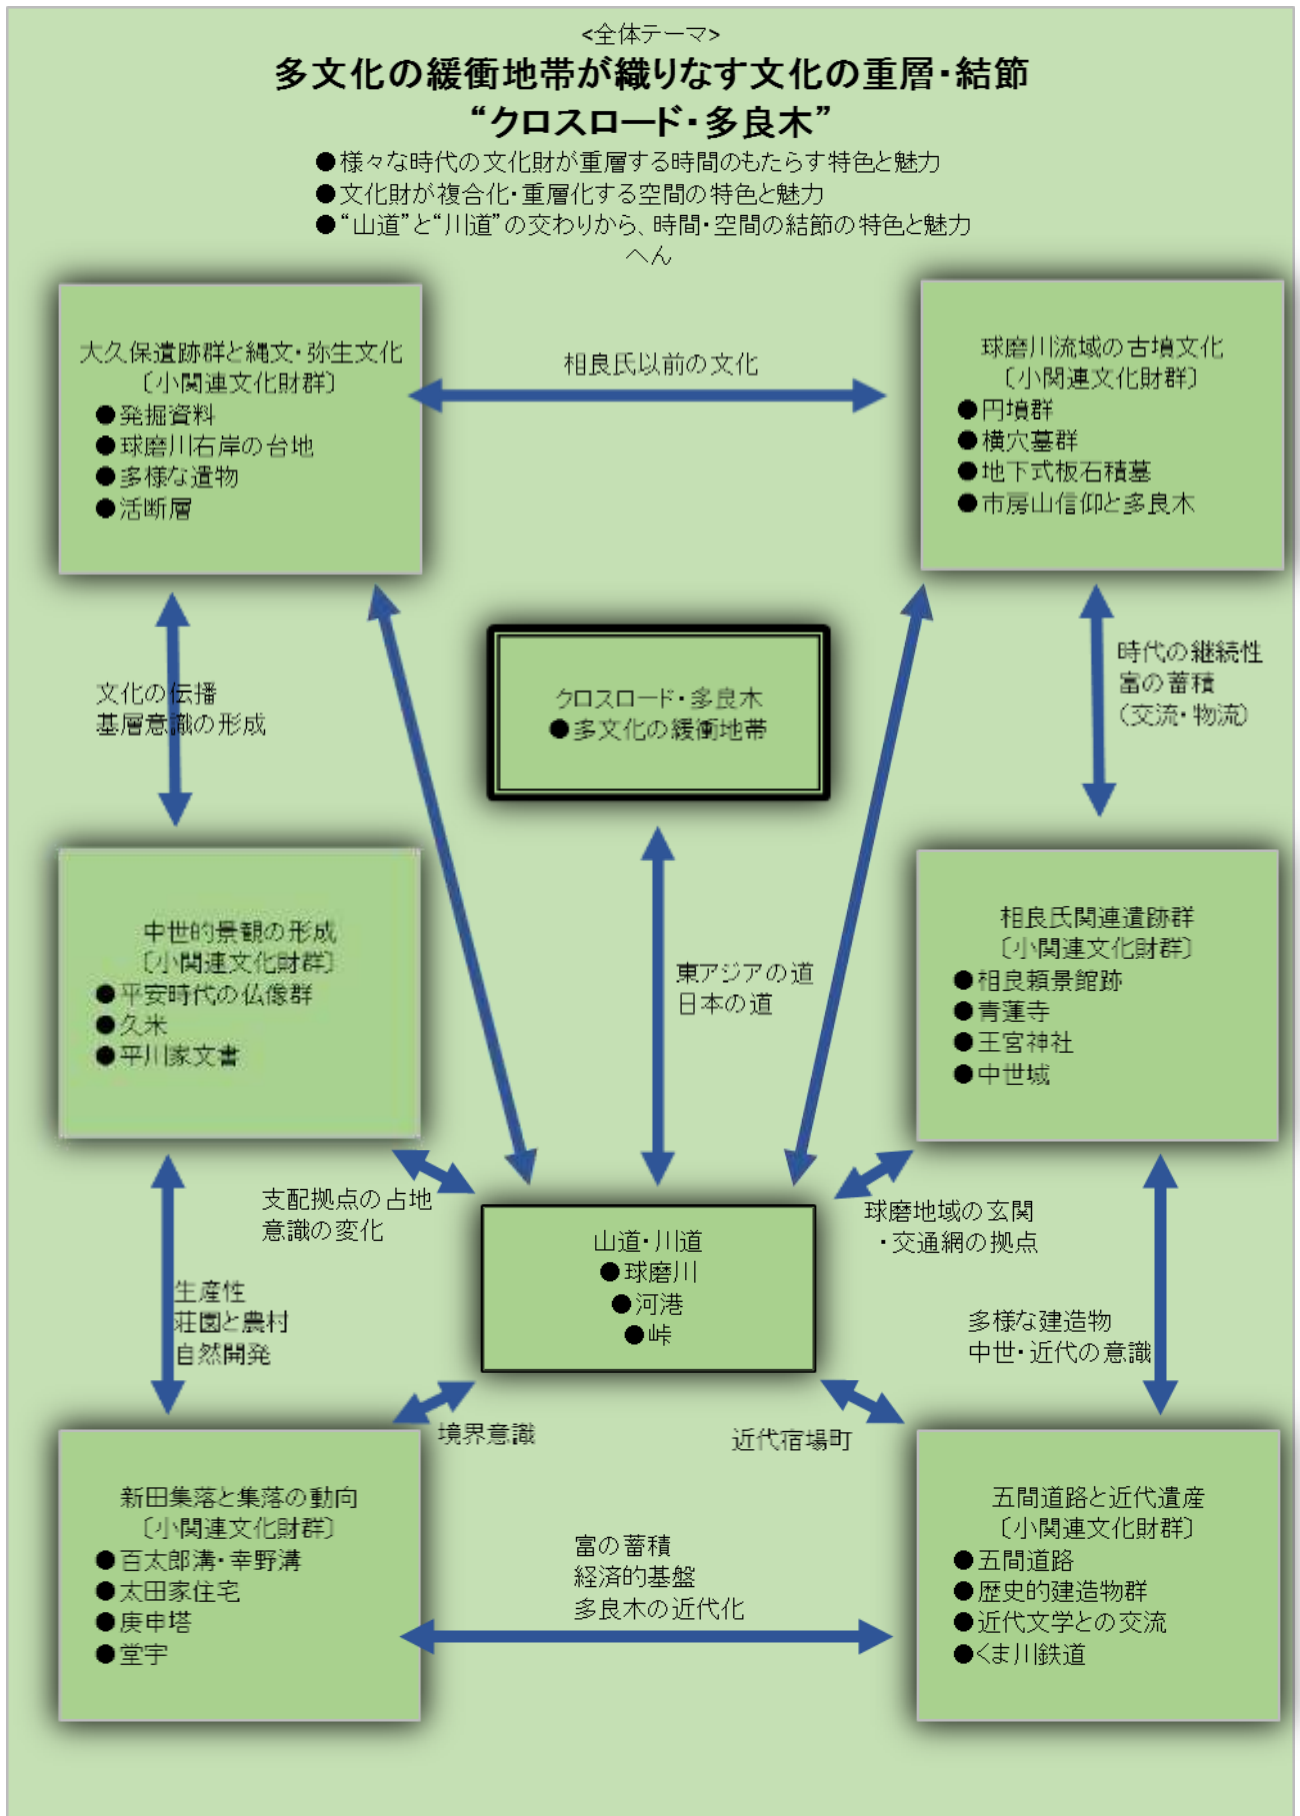 <全体テーマ>
多文化の緩衝地帯が織りなす文化の重層・結節
“クロスロード・多良木”
●様々な時代の文化財が重層する時間のもたらす特色と魅力
●文化財が複合化・重層化する空間の特色と魅力
●“山道”と“川道”の交わりから、時間・空間の結節の特色と魅力
へん
大久保遺跡群と縄文・弥生文化
〔小関連文化財群〕
●発掘資料
●球磨川右岸の台地
●多様な遺物
●活断層
相良氏以前の文化
球磨川流域の古墳文化
〔小関連文化財群〕
●円墳群
●横穴墓群
●地下式板石積墓
●市房山信仰と多良木
文化の伝播
基層意識の形成
クロスロード・多良木
●多文化の緩衝地帯
時代の継続性
富の蓄積
（交流・物流）
中世的景観の形成
〔小関連文化財群〕
●平安時代の仏像群
●久米
●平川家文書
東アジアの道
日本の道
相良氏関連遺跡群
〔小関連文化財群〕
●相良頼景館跡
●青蓮寺
●王宮神社
●中世城
支配拠点の占地
意識の変化
山道・川道
●球磨川
●河港
●峠
球磨地域の玄関
・交通網の拠点
生産性
荘園と農村
自然開発
多様な建造物
中世・近代の意識
境界意識
近代宿場町
新田集落と集落の動向
〔小関連文化財群〕
●百太郎溝・幸野溝
●太田家住宅
●庚申塔
●堂宇
富の蓄積
経済的基盤
多良木の近代化
五間道路と近代遺産
〔小関連文化財群〕
●五間道路
●歴史的建造物群
●近代文学との交流
●くま川鉄道